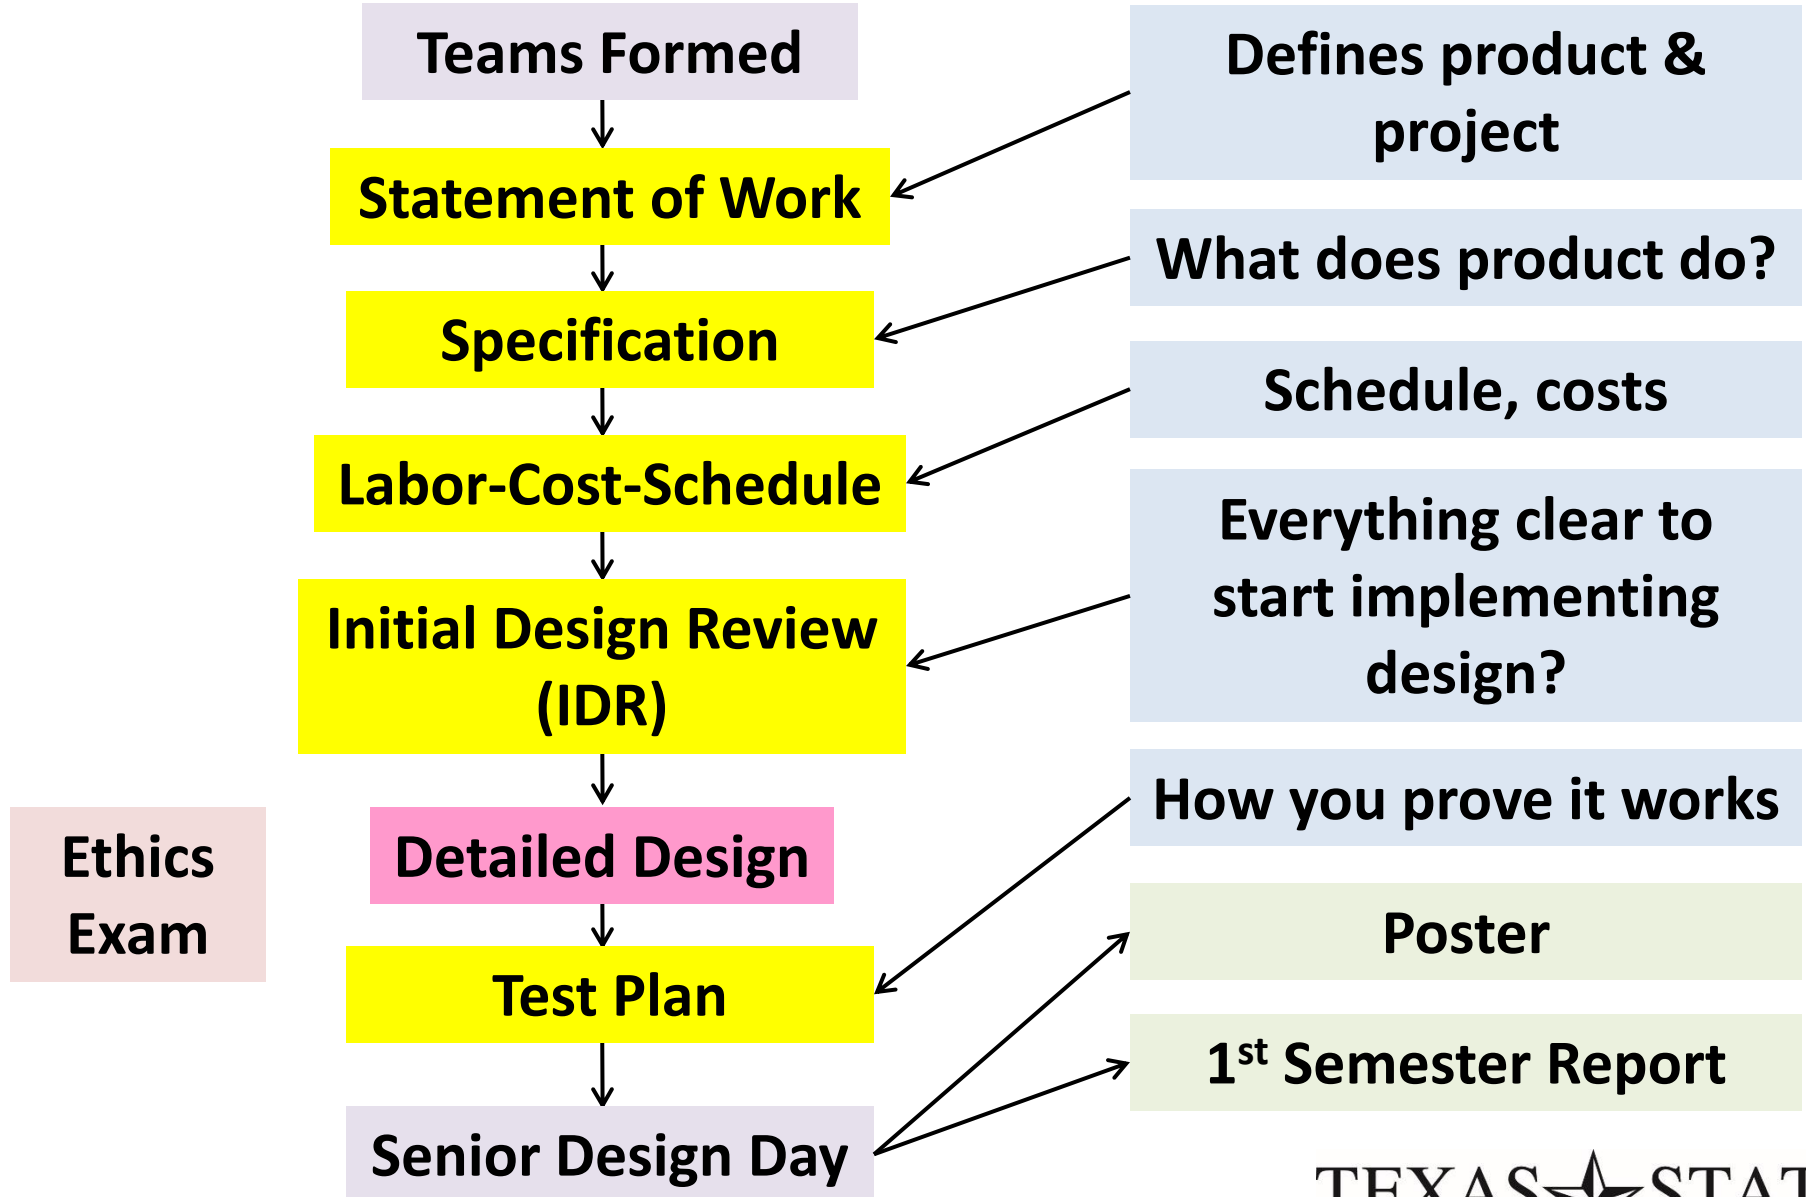 Teams Formed
Statement of Work
Specification
Labor-Cost-Schedule
Initial Design Review
(IDR)
Detailed Design
Test Plan
Senior Design Day
Ethics
Exam
Defines product &
project
What does product do?
Schedule, costs
Everything clear to
start implementing
design?
How you prove it works
Poster
1st Semester Report
TEXAS STAT